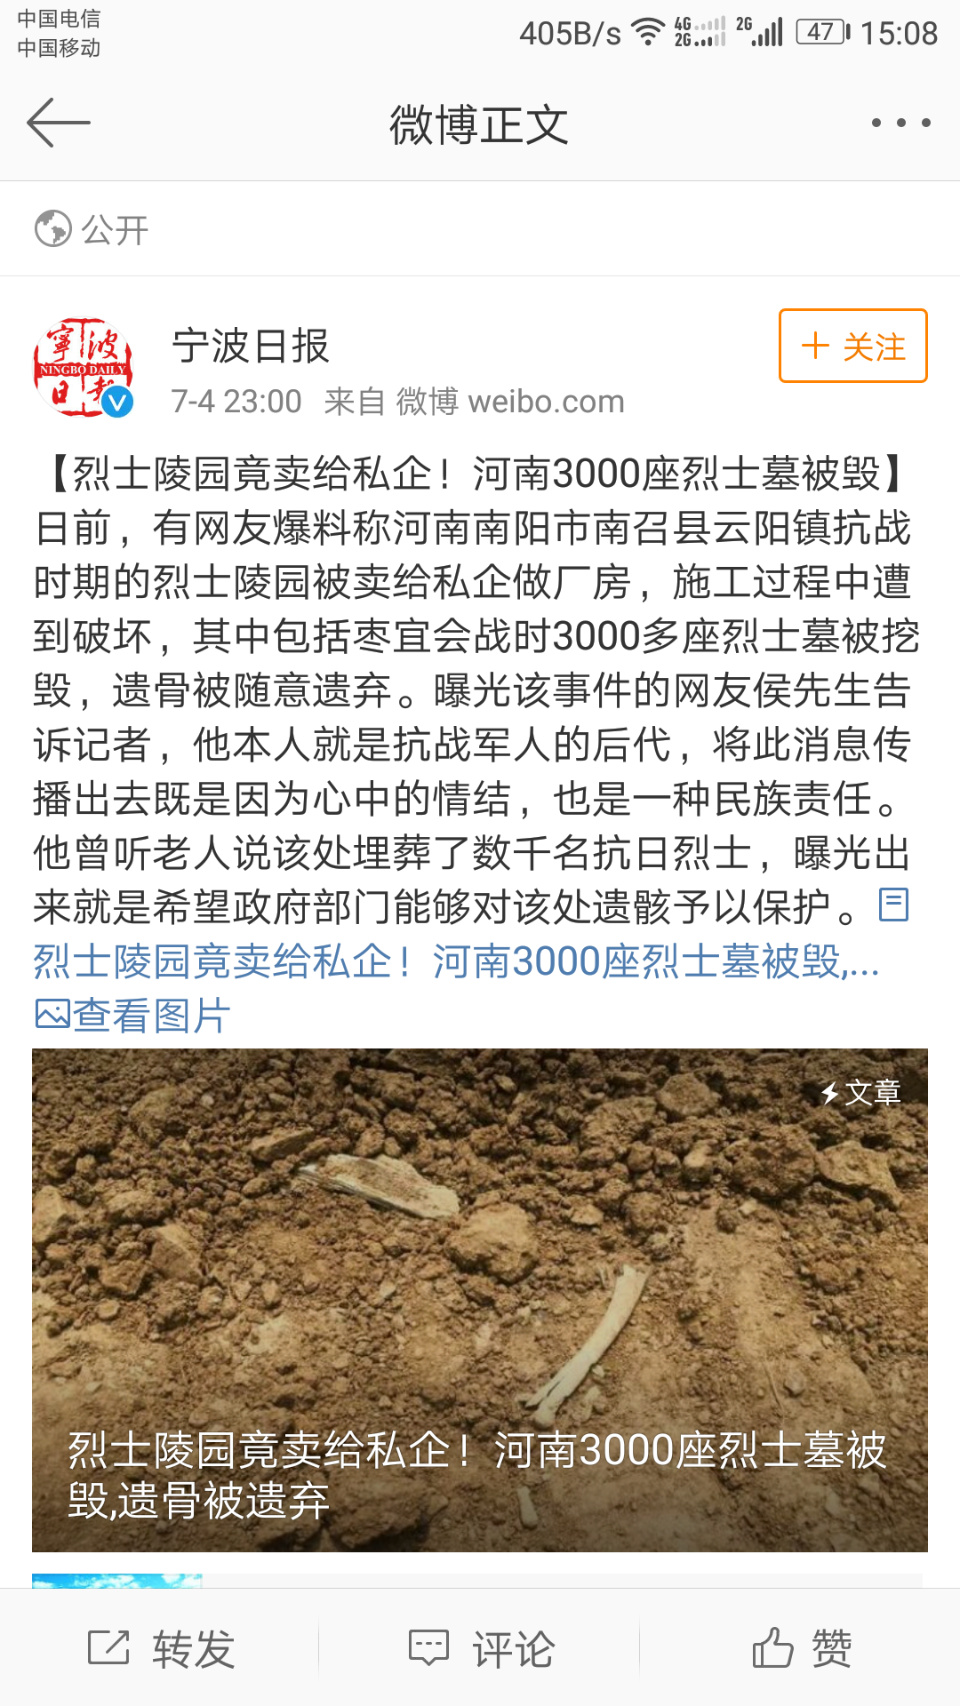 中国电信
中国移动
405B/s 4G 2G 2G 47 15:08
微博正文
公开
寧波
NINGBO DAILY
日報
宁波日报
+ 关注
7-4 23:00 来自 微博 weibo.com
【烈士陵园竟卖给私企！河南3000座烈士墓被毁】
日前，有网友爆料称河南南阳市南召县云阳镇抗战
时期的烈士陵园被卖给私企做厂房，施工过程中遭
到破坏，其中包括枣宜会战时3000多座烈士墓被挖
毁，遗骨被随意遗弃。曝光该事件的网友侯先生告
诉记者，他本人就是抗战军人的后代，将此消息传
播出去既是因为心中的情结，也是一种民族责任。
他曾听老人说该处埋葬了数千名抗日烈士，曝光出
来就是希望政府部门能够对该处遗骸予以保护。
烈士陵园竟卖给私企！河南3000座烈士墓被毁,...
查看图片
文章
烈士陵园竟卖给私企！河南3000座烈士墓被
毁,遗骨被遗弃
转发 评论 赞